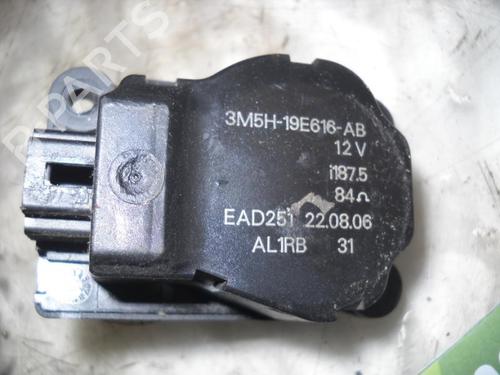 B-PARTS
3M5H-19E616-AB
12 V
i187.5
84Ω
EAD251 22.08.06
AL1RB 31